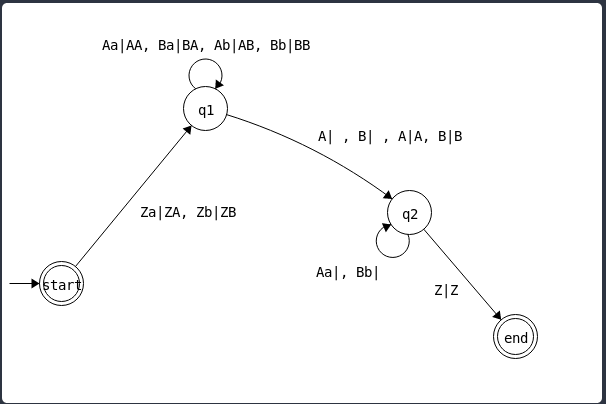 Aa|AA, Ba|BA, Ab|AB, Bb|BB
q1
A| , B| , A|A, B|B
Za|ZA, Zb|ZB
q2
Aa|, Bb|
start
Z|Z
end